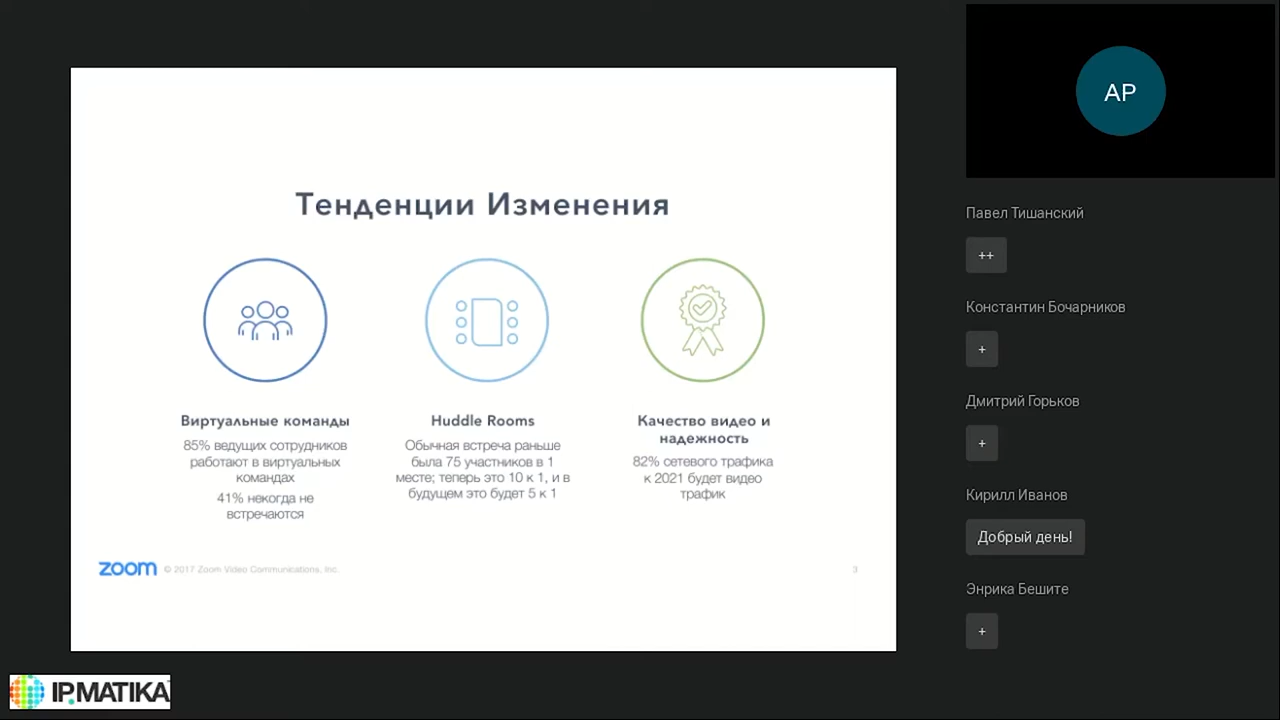 Тенденции Изменения
Виртуальные команды
85% ведущих сотрудников
работают в виртуальных
командах
41% некогда не
встречаются
Huddle Rooms
Обычная встреча раньше
была 75 участников в 1
месте; теперь это 10 к 1, и в
будущем это будет 5 к 1
Качество видео и
надежность
82% сетевого трафика
к 2021 будет видео
трафик
zoom © 2017 Zoom Video Communications, Inc.
3
IPMATIKA
AP
Павел Тишанский
++
Константин Бочарников
+
Дмитрий Горьков
+
Кирилл Иванов
Добрый день!
Энрика Бешите
+